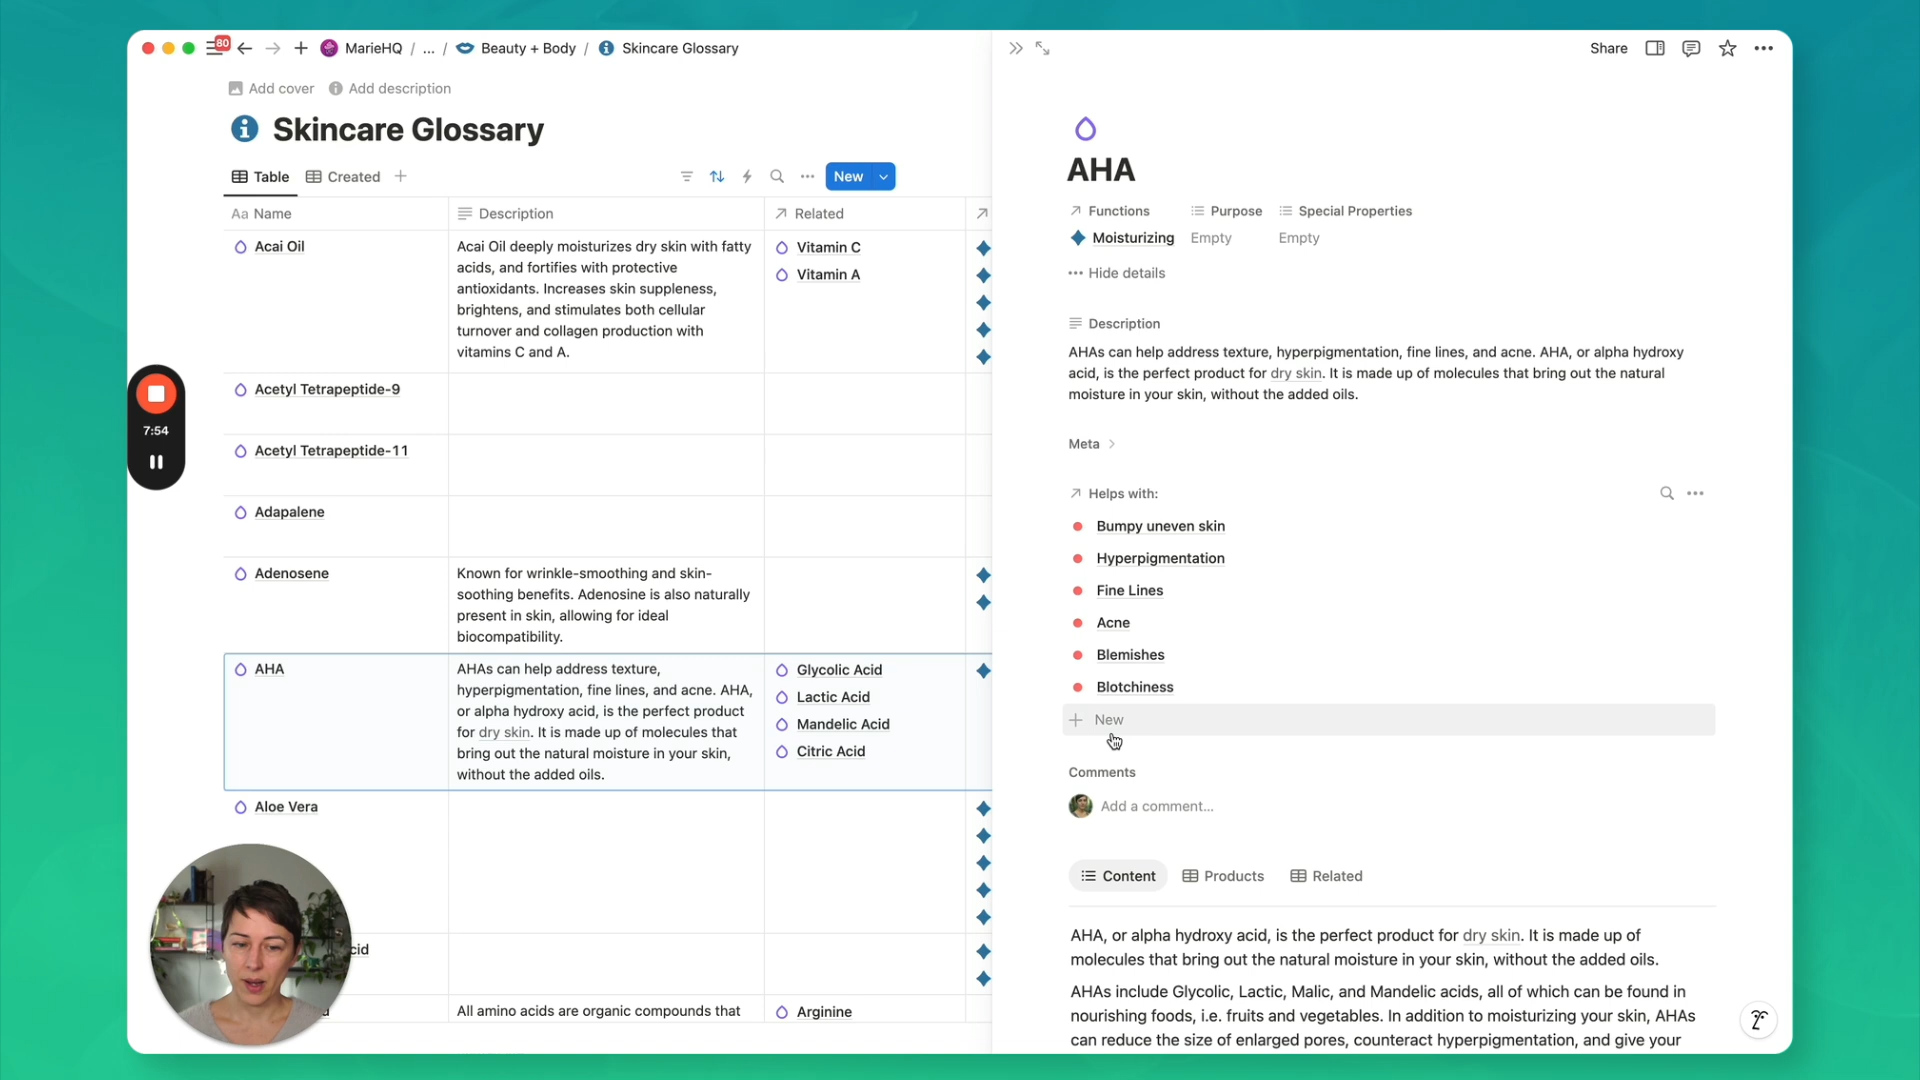 80
MarieHQ / ... / Beauty + Body / Skincare Glossary
Share
Add cover Add description
Skincare Glossary
Table Created
New
Aa Name Description Related
Acai Oil
Acai Oil deeply moisturizes dry skin with fatty
acids, and fortifies with protective
antioxidants. Increases skin suppleness,
brightens, and stimulates both cellular
turnover and collagen production with
vitamins C and A.
Vitamin C
Vitamin A
Acetyl Tetrapeptide-9
Acetyl Tetrapeptide-11
Adapalene
Adenosene
Known for wrinkle-smoothing and skin-
soothing benefits. Adenosine is also naturally
present in skin, allowing for ideal
biocompatibility.
AHA
AHAs can help address texture,
hyperpigmentation, fine lines, and acne. AHA,
or alpha hydroxy acid, is the perfect product
for dry skin. It is made up of molecules that
bring out the natural moisture in your skin,
without the added oils.
Glycolic Acid
Lactic Acid
Mandelic Acid
Citric Acid
Aloe Vera
cid
d
All amino acids are organic compounds that
Arginine
7:54
AHA
Functions Purpose Special Properties
Moisturizing Empty Empty
Hide details
Description
AHAs can help address texture, hyperpigmentation, fine lines, and acne. AHA, or alpha hydroxy
acid, is the perfect product for dry skin. It is made up of molecules that bring out the natural
moisture in your skin, without the added oils.
Meta
Helps with:
Bumpy uneven skin
Hyperpigmentation
Fine Lines
Acne
Blemishes
Blotchiness
New
Comments
Add a comment...
Content Products Related
AHA, or alpha hydroxy acid, is the perfect product for dry skin. It is made up of
molecules that bring out the natural moisture in your skin, without the added oils.
AHAs include Glycolic, Lactic, Malic, and Mandelic acids, all of which can be found in
nourishing foods, i.e. fruits and vegetables. In addition to moisturizing your skin, AHAs
can reduce the size of enlarged pores, counteract hyperpigmentation, and give your